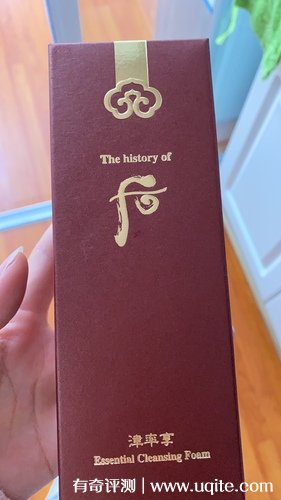 The history of
后
津率享
Essential Cleansing Foam
有奇评测 | www.uqite.com